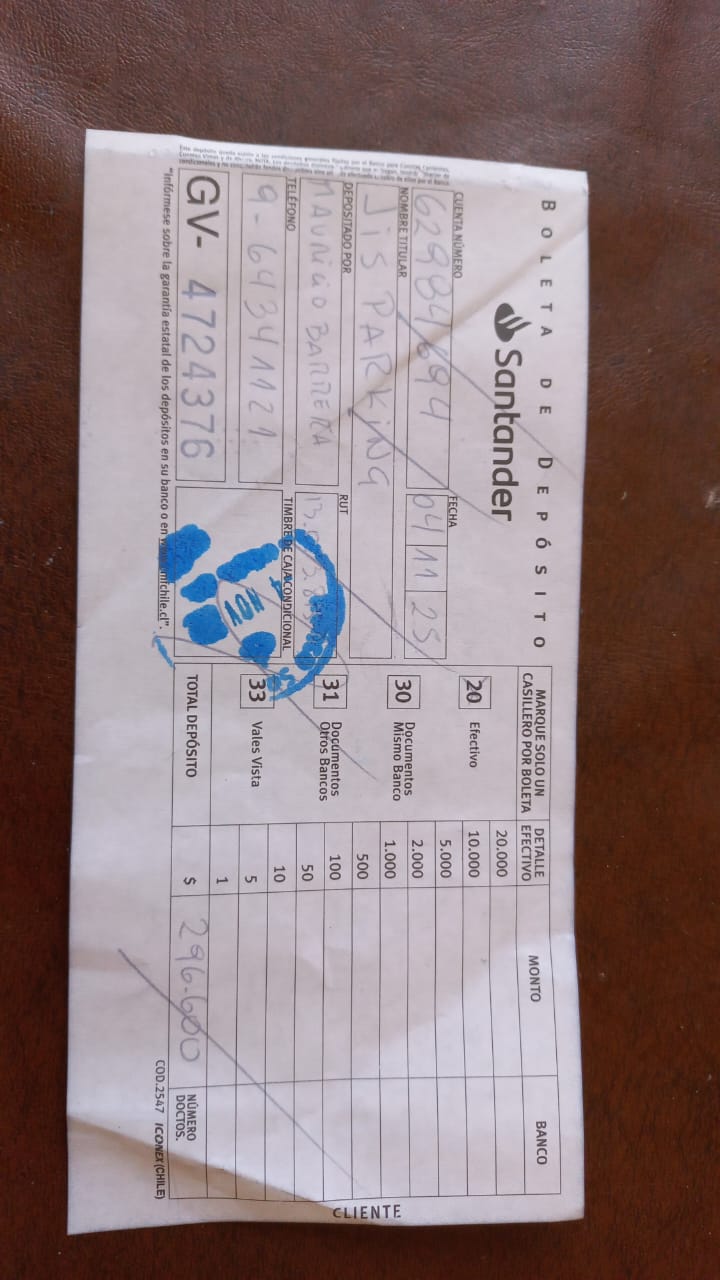 BOLETA DE DEPÓSITO
Santander
CUENTA NÚMERO
62984694
FECHA
04 11 25
NOMBRE TITULAR
JIS PARKING
DEPOSITADO POR
MAURICIO BARRERA
RUT
TELÉFONO
9-64341121
TIMBRE DE CAJA CONDICIONAL
NOV
GV- 4724376
"Infórmese sobre la garantía estatal de los depósitos en su banco o en www.cmfchile.cl".
MARQUE SOLO UN
CASILLERO POR BOLETA
20 Efectivo
30 Documentos
Mismo Banco
31 Documentos
Otros Bancos
33 Vales Vista
TOTAL DEPÓSITO
DETALLE
EFECTIVO
MONTO
BANCO
20.000
10.000
5.000
2.000
1.000
500
100
50
10
5
1
$ 296.600
NÚMERO
DOCTOS.
COD.2547 ICONEX (CHILE)
CLIENTE